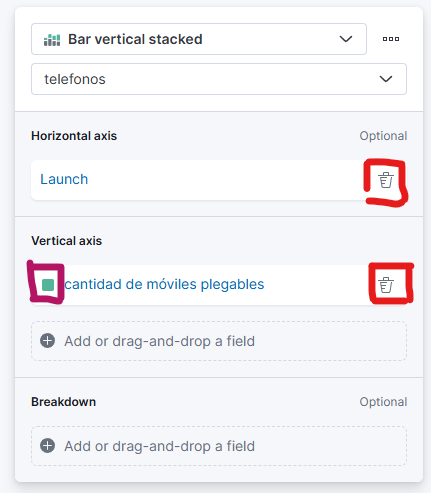 Bar vertical stacked
telefonos
Horizontal axis Optional
Launch
Vertical axis
cantidad de móviles plegables
Add or drag-and-drop a field
Breakdown Optional
Add or drag-and-drop a field